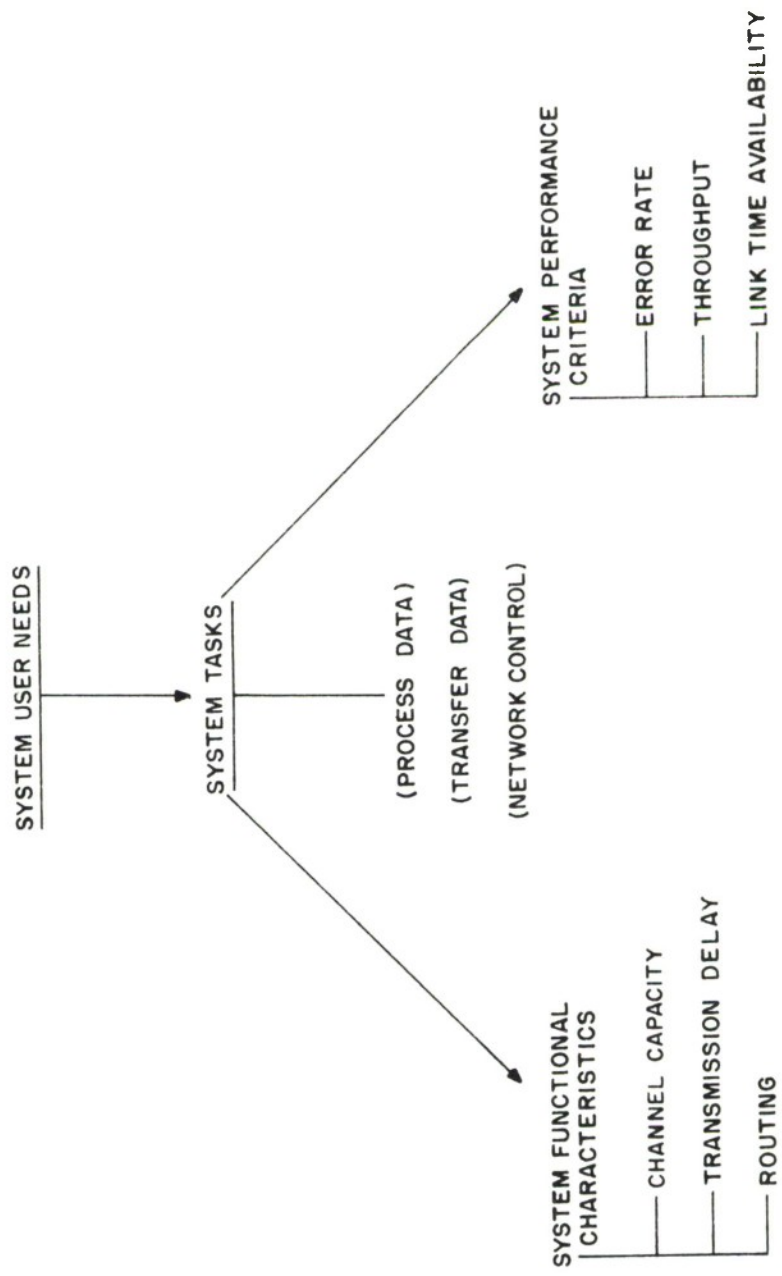 SYSTEM USER NEEDS
SYSTEM TASKS
(PROCESS DATA)
(TRANSFER DATA)
(NETWORK CONTROL)
SYSTEM FUNCTIONAL
CHARACTERISTICS
CHANNEL CAPACITY
TRANSMISSION DELAY
ROUTING
SYSTEM PERFORMANCE
CRITERIA
ERROR RATE
THROUGHPUT
LINK TIME AVAILABILITY